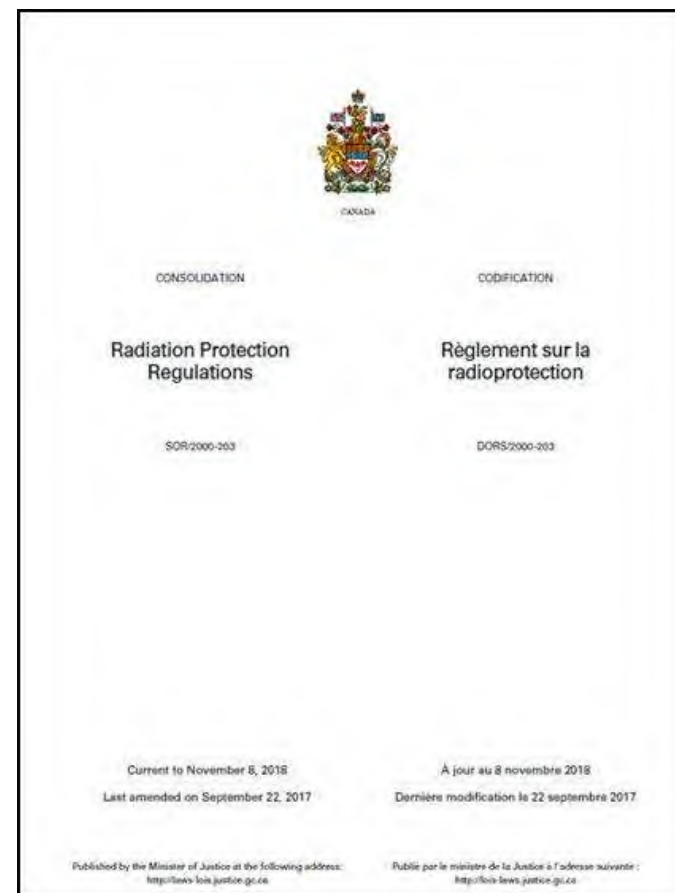 CANADA
CONSOLIDATION
Radiation Protection
Regulations
SOR/2000-203
Current to November 8, 2018
Last amended on September 22, 2017
Published by the Minister of Justice at the following address:
http://laws-lois.justice.gc.ca
CODIFICATION
Règlement sur la
radioprotection
DORS/2000-203
À jour au 8 novembre 2018
Dernière modification le 22 septembre 2017
Publié par le ministre de la Justice à l'adresse suivante :
http://lois-laws.justice.gc.ca